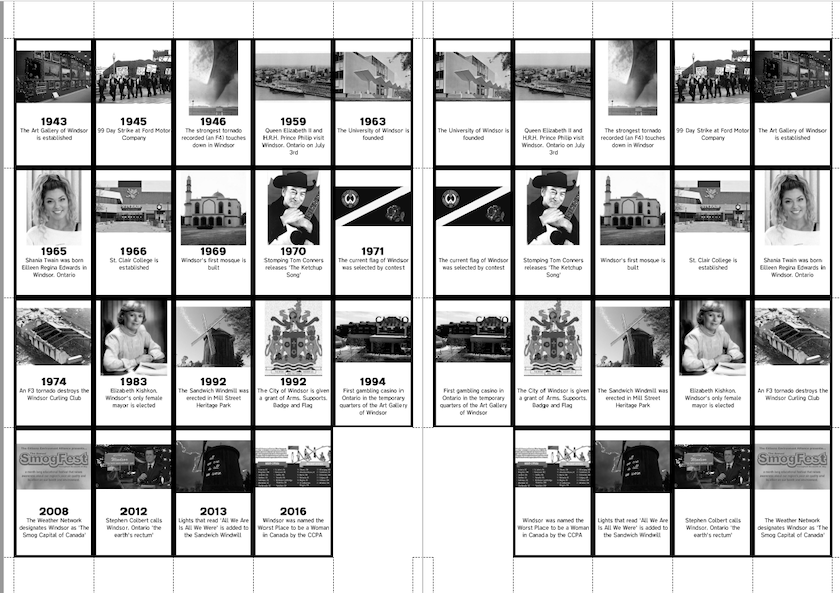 1943
The Art Gallery of Windsor
is established
1945
99 Day Strike at Ford Motor
Company
1946
The strongest tornado
recorded (an F4) touches
down in Windsor
1959
Queen Elizabeth II and
H.R.H. Prince Philip visit
Windsor, Ontario on July
3rd
1963
The University of Windsor is
founded
The University of Windsor is
founded
Queen Elizabeth II and
H.R.H. Prince Philip visit
Windsor, Ontario on July
3rd
The strongest tornado
recorded (an F4) touches
down in Windsor
99 Day Strike at Ford Motor
Company
The Art Gallery of Windsor
is established
1965
Shania Twain was born
Eilleen Regina Edwards in
Windsor, Ontario
1966
St. Clair College is
established
1969
Windsor's first mosque is
built
1970
Stomping Tom Conners
releases 'The Ketchup
Song'
1971
The current flag of Windsor
was selected by contest
The current flag of Windsor
was selected by contest
Stomping Tom Conners
releases 'The Ketchup
Song'
Windsor's first mosque is
built
St. Clair College is
established
Shania Twain was born
Eilleen Regina Edwards in
Windsor, Ontario
1974
An F3 tornado destroys the
Windsor Curling Club
1983
Elizabeth Kishkon,
Windsor's only female
mayor is elected
1992
The Sandwich Windmill was
erected in Mill Street
Heritage Park
1992
The City of Windsor is given
a grant of Arms, Supports,
Badge and Flag
CASINO
1994
First gambling casino in
Ontario in the temporary
quarters of the Art Gallery
of Windsor
CASINO
First gambling casino in
Ontario in the temporary
quarters of the Art Gallery
of Windsor
The City of Windsor is given
a grant of Arms, Supports,
Badge and Flag
The Sandwich Windmill was
erected in Mill Street
Heritage Park
Elizabeth Kishkon,
Windsor's only female
mayor is elected
An F3 tornado destroys the
Windsor Curling Club
SmogFest
2008
The Weather Network
designates Windsor as 'The
Smog Capital of Canada'
Windsor
2012
Stephen Colbert calls
Windsor, Ontario 'the
earth's rectum'
2013
Lights that read 'All We Are
Is All We Were' is added to
the Sandwich Windwill
2016
Windsor was named the
Worst Place to be a Woman
in Canada by the CCPA
Windsor was named the
Worst Place to be a Woman
in Canada by the CCPA
Lights that read 'All We Are
Is All We Were' is added to
the Sandwich Windwill
Windsor
Stephen Colbert calls
Windsor, Ontario 'the
earth's rectum'
SmogFest
The Weather Network
designates Windsor as 'The
Smog Capital of Canada'